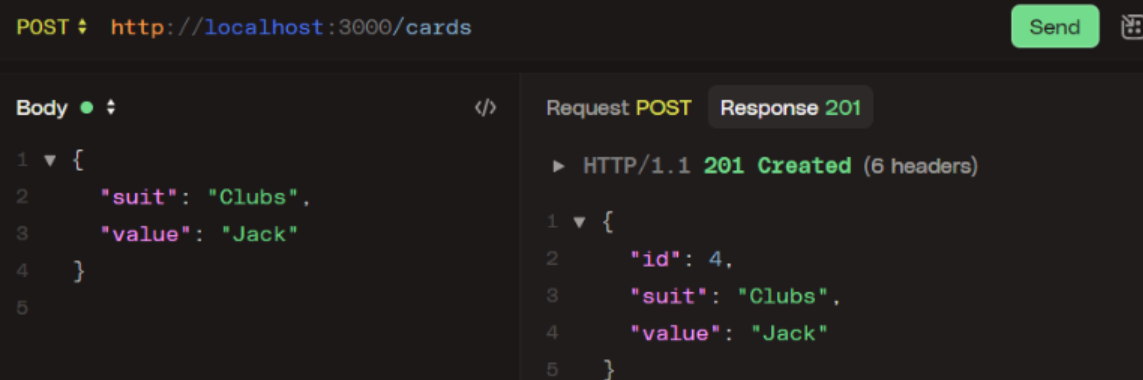 POST http://localhost:3000/cards Send
Body </> Request POST Response 201
HTTP/1.1 201 Created (6 headers)
1 {
2 "suit": "Clubs",
3 "value": "Jack"
4 }
5
1 {
2 "id": 4,
3 "suit": "Clubs",
4 "value": "Jack"
5 }